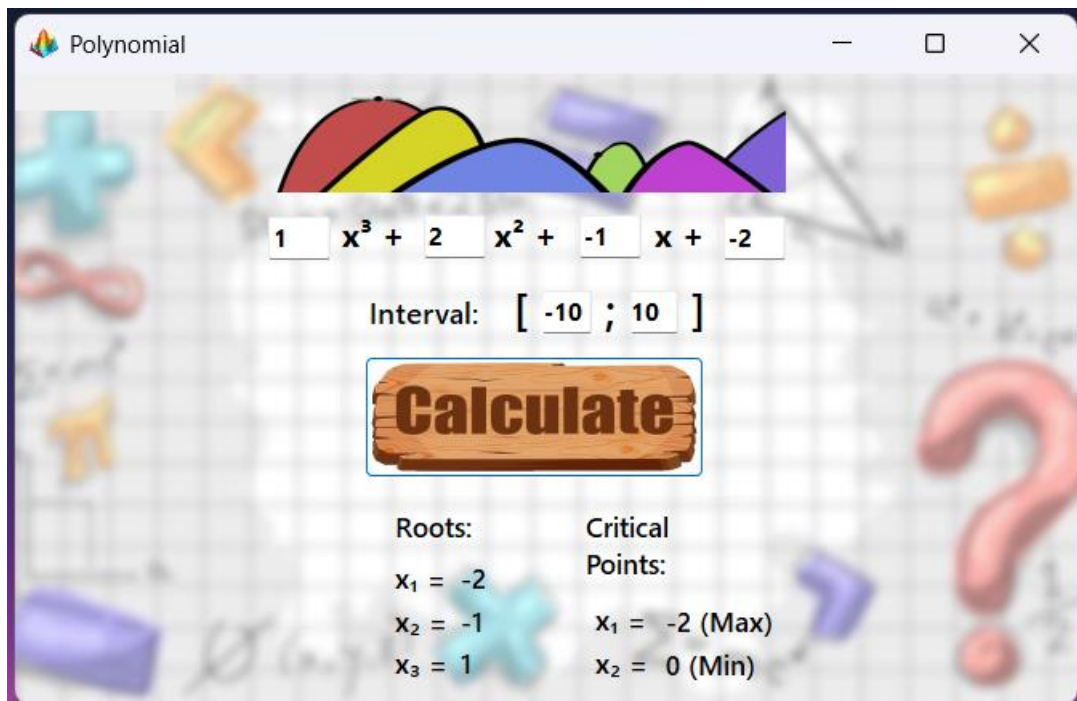 Polynomial
1 x³ + 2 x² + -1 x + -2
Interval: [ -10 ; 10 ]
Calculate
Roots:
x₁ = -2
x₂ = -1
x₃ = 1
Critical
Points:
x₁ = -2 (Max)
x₂ = 0 (Min)